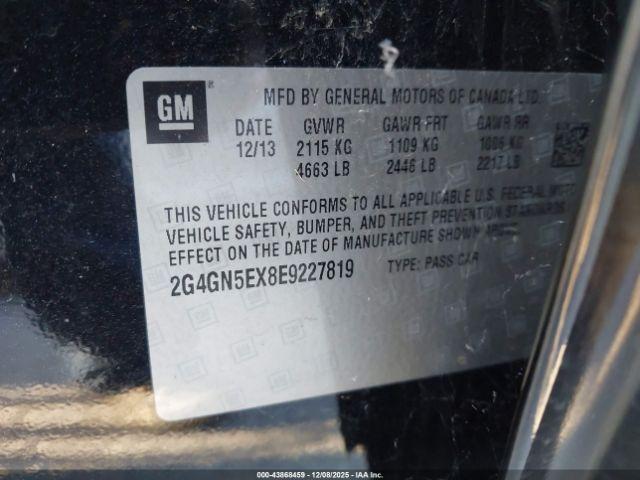 GM
MFD BY GENERAL MOTORS OF CANADA LTD.
DATE GVWR GAWR FRT GAWR RR
12/13 2115 KG 1109 KG 1006 KG
4663 LB 2446 LB 2217 LB
THIS VEHICLE CONFORMS TO ALL APPLICABLE U.S. FEDERAL MOTOR
VEHICLE SAFETY, BUMPER, AND THEFT PREVENTION STANDARDS
EFFECT ON THE DATE OF MANUFACTURE SHOWN ABOVE.
2G4GN5EX8E9227819 TYPE: PASS CAR
000-43868459 | 12/08/2025 - IAAI.COM